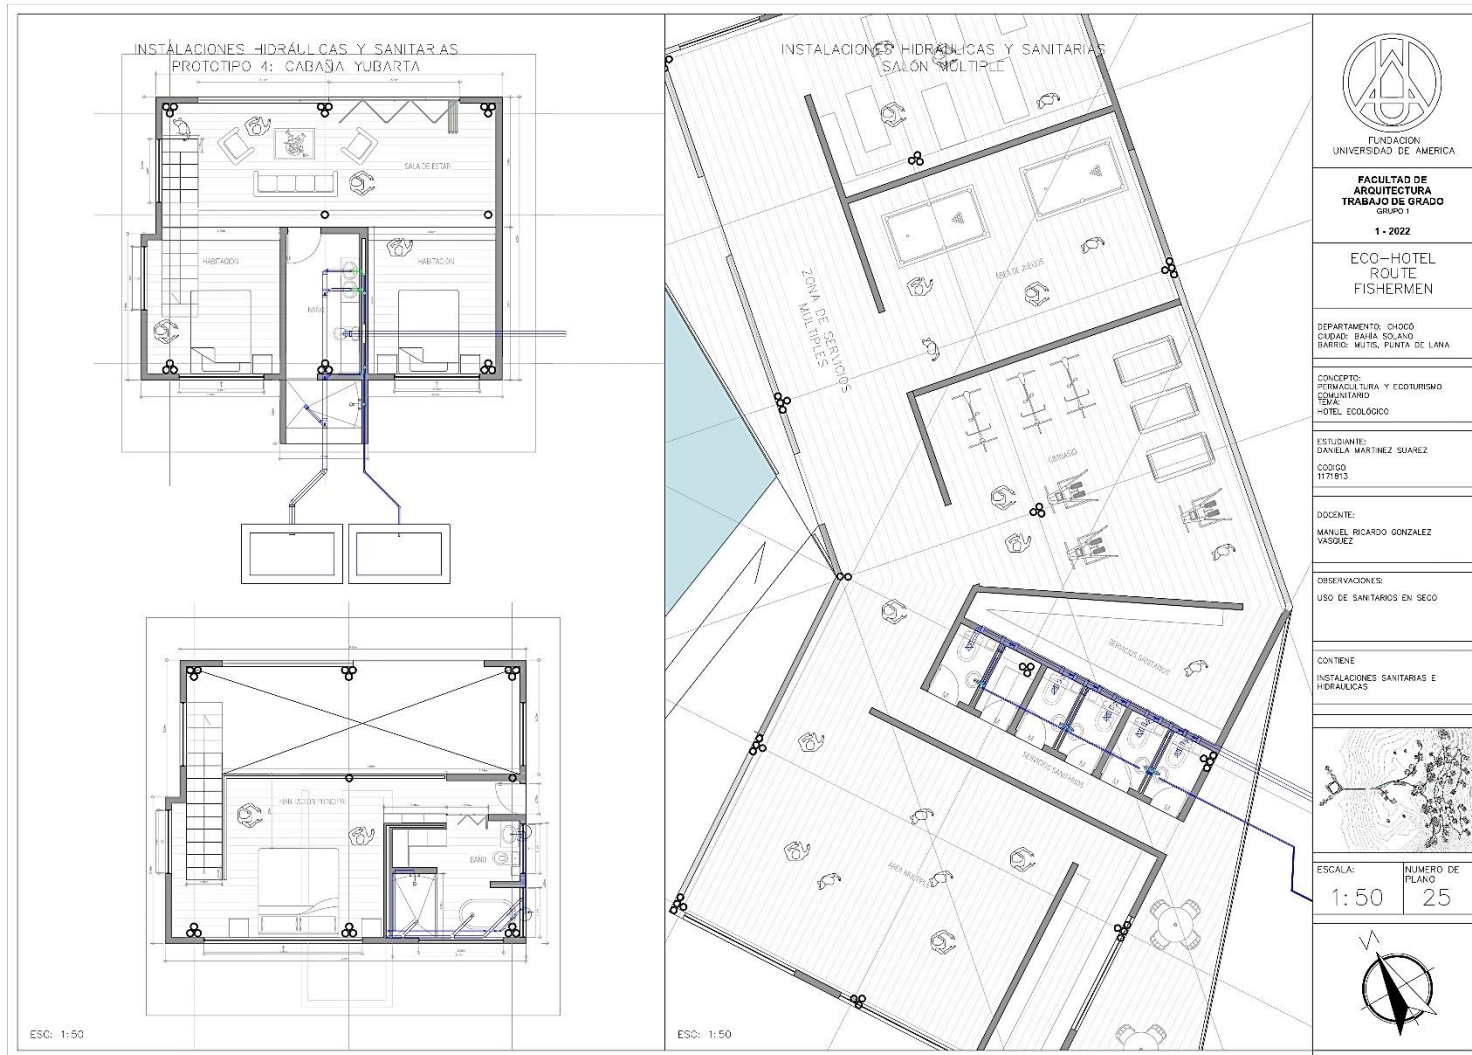 INSTALACIONES HIDRÁULICAS Y SANITARIAS
PROTOTIPO 4: CABAÑA YUBARTA
SALA DE ESTAR
HABITACIÓN
BAÑO
HABITACIÓN
HABITACION PRINCIPAL
BAÑO
ESC: 1:50
INSTALACIONES HIDRÁULICAS Y SANITARIAS
SALÓN MÚLTIPLE
ZONA DE SERVICIOS
MÚLTIPLES
ÁREA DE JUEGOS
GIMNASIO
SERVICIOS SANITARIOS
M
M
M
M
M
M
SERVICIOS SANITARIOS
AREA MULTIPLE
ESC: 1:50
FUNDACION
UNIVERSIDAD DE AMERICA
FACULTAD DE
ARQUITECTURA
TRABAJO DE GRADO
GRUPO 1
1 - 2022
ECO-HOTEL
ROUTE
FISHERMEN
DEPARTAMENTO: CHOCÓ
CIUDAD: BAHÍA SOLANO
BARRIO: MUTIS, PUNTA DE LANA
CONCEPTO:
PERMACULTURA Y ECOTURISMO
COMUNITARIO
TEMA:
HOTEL ECOLÓGICO
ESTUDIANTE:
DANIELA MARTINEZ SUAREZ
CODIGO
1171813
DOCENTE:
MANUEL RICARDO GONZALEZ
VASQUEZ
OBSERVACIONES:
USO DE SANITARIOS EN SECO
CONTIENE
INSTALACIONES SANITARIAS E
HIDRAULICAS
ESCALA:
1:50
NUMERO DE
PLANO
25
N